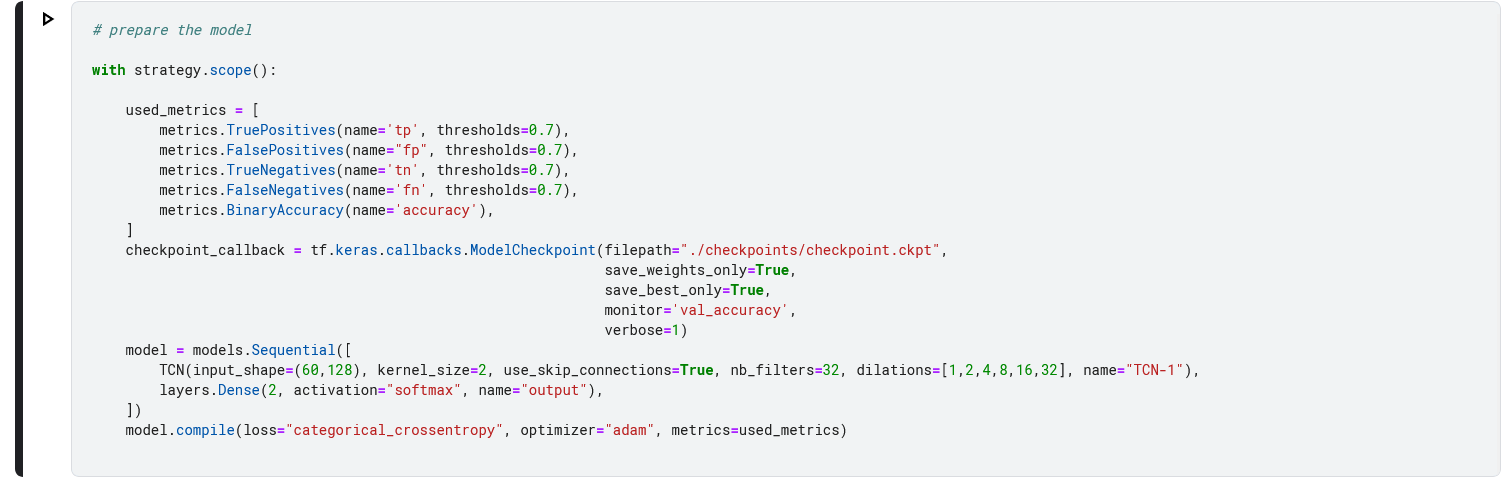 # prepare the model
with strategy.scope():
    used_metrics = [
        metrics.TruePositives(name='tp', thresholds=0.7),
        metrics.FalsePositives(name="fp", thresholds=0.7),
        metrics.TrueNegatives(name='tn', thresholds=0.7),
        metrics.FalseNegatives(name='fn', thresholds=0.7),
        metrics.BinaryAccuracy(name='accuracy'),
    ]
    checkpoint_callback = tf.keras.callbacks.ModelCheckpoint(filepath="./checkpoints/checkpoint.ckpt",
                                                             save_weights_only=True,
                                                             save_best_only=True,
                                                             monitor='val_accuracy',
                                                             verbose=1)
    model = models.Sequential([
        TCN(input_shape=(60,128), kernel_size=2, use_skip_connections=True, nb_filters=32, dilations=[1,2,4,8,16,32], name="TCN-1"),
        layers.Dense(2, activation="softmax", name="output"),
    ])
    model.compile(loss="categorical_crossentropy", optimizer="adam", metrics=used_metrics)